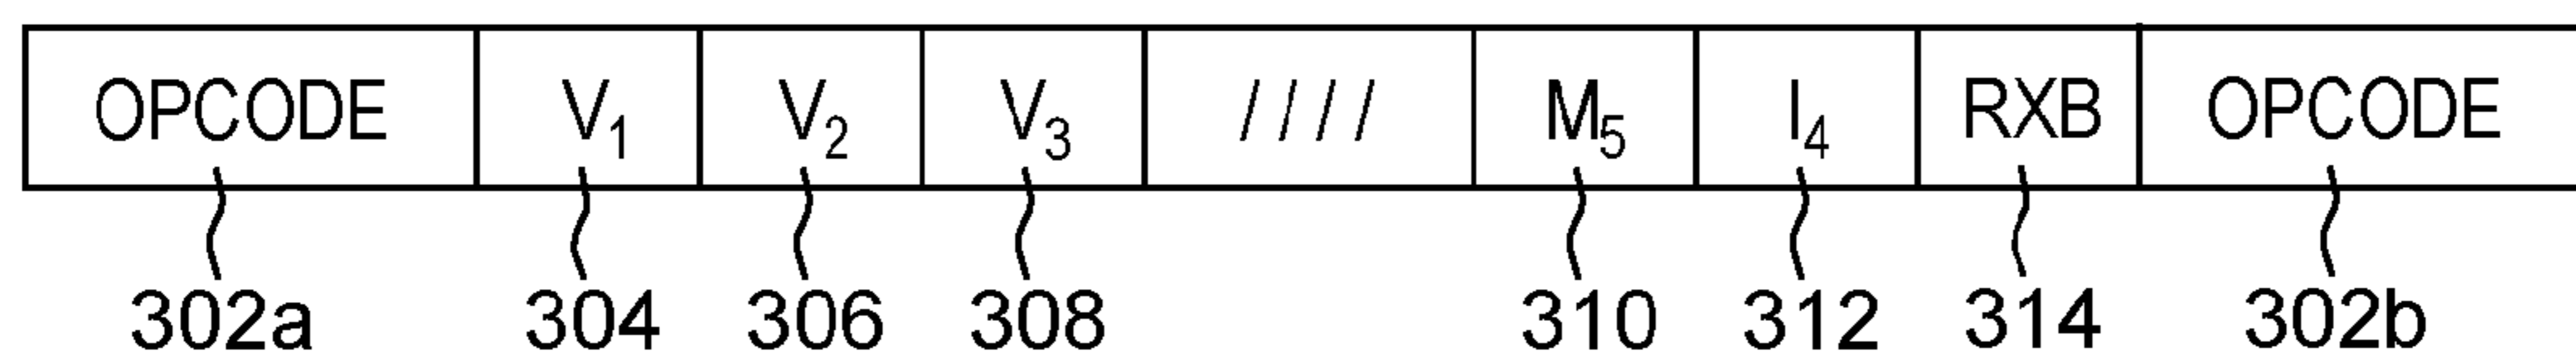 OPCODE V₁ V₂ V₃ //// M₅ I₄ RXB OPCODE
302a 304 306 308 310 312 314 302b